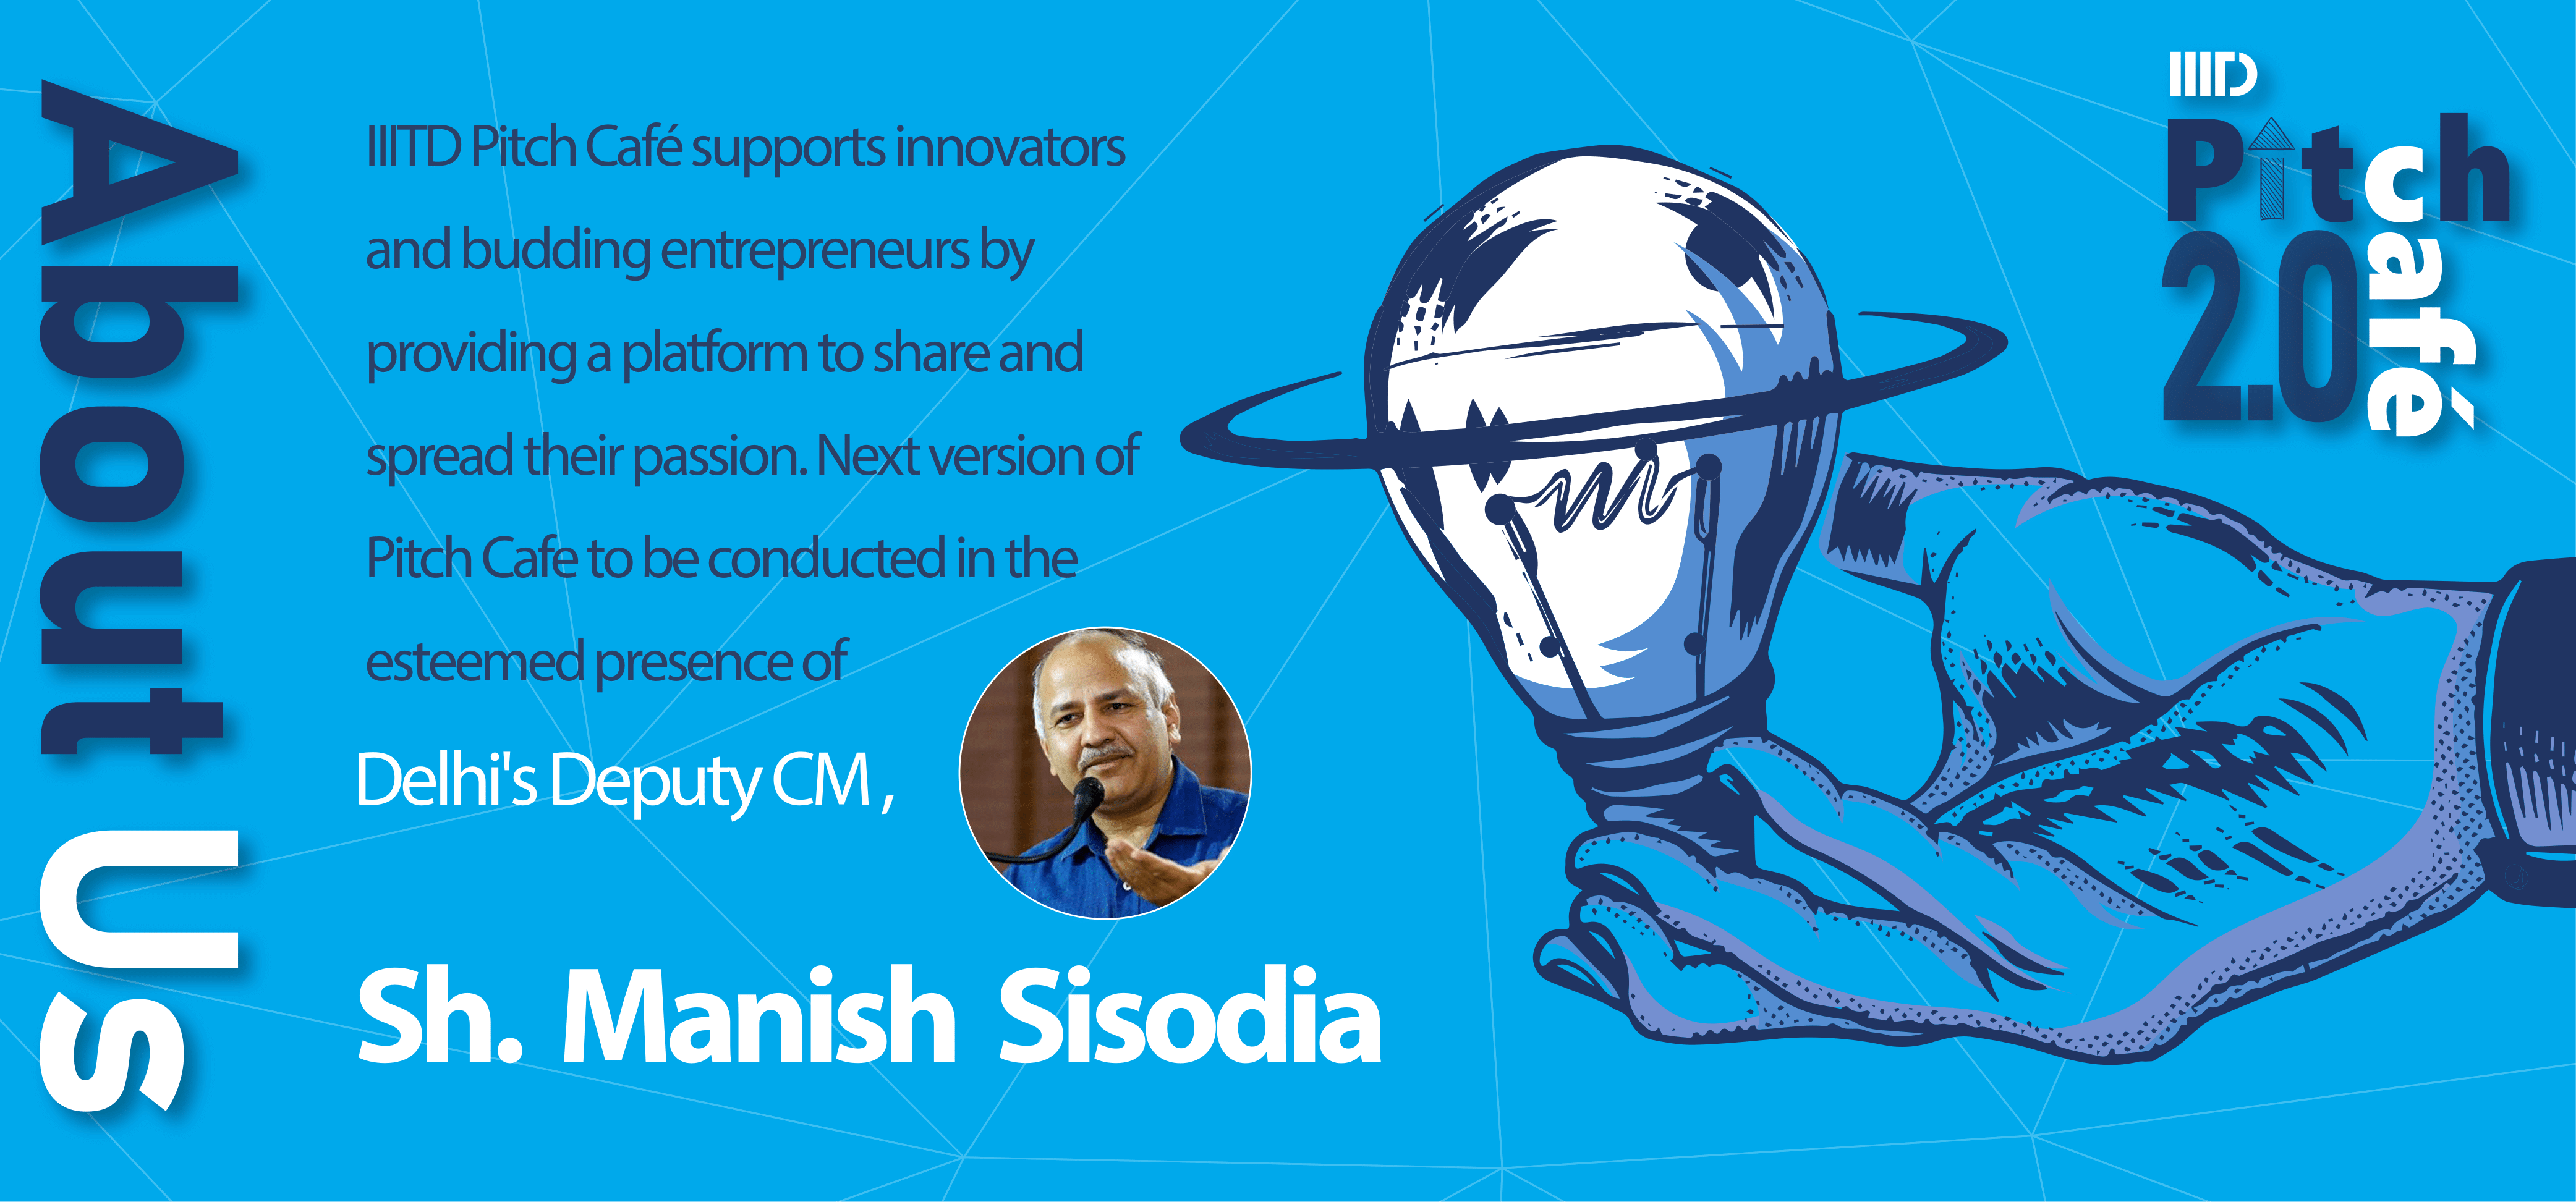 About Us
IIITD Pitch Café supports innovators
and budding entrepreneurs by
providing a platform to share and
spread their passion. Next version of
Pitch Cafe to be conducted in the
esteemed presence of
Delhi's Deputy CM ,
Sh. Manish Sisodia
IIITD
Pitch
café
2.0